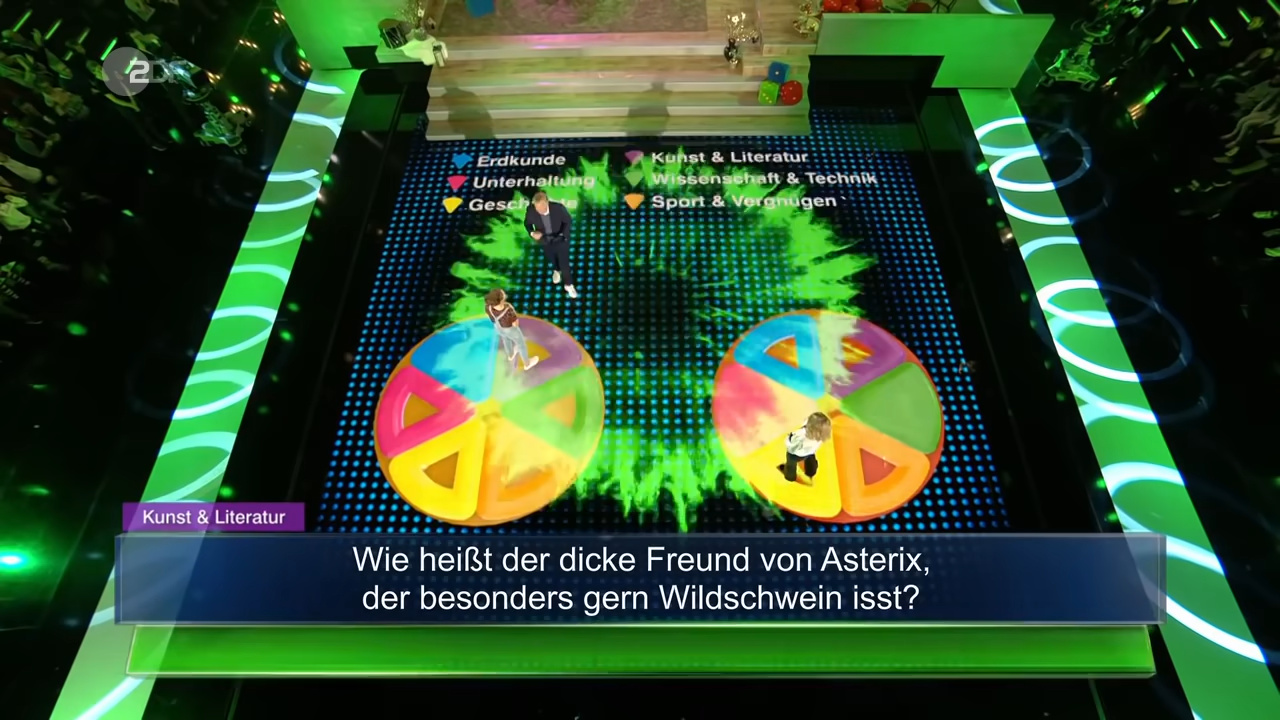 ZDF
Erdkunde
Kunst & Literatur
Unterhaltung
Wissenschaft & Technik
Sport & Vergnügen
Kunst & Literatur
Wie heißt der dicke Freund von Asterix,
der besonders gern Wildschwein isst?